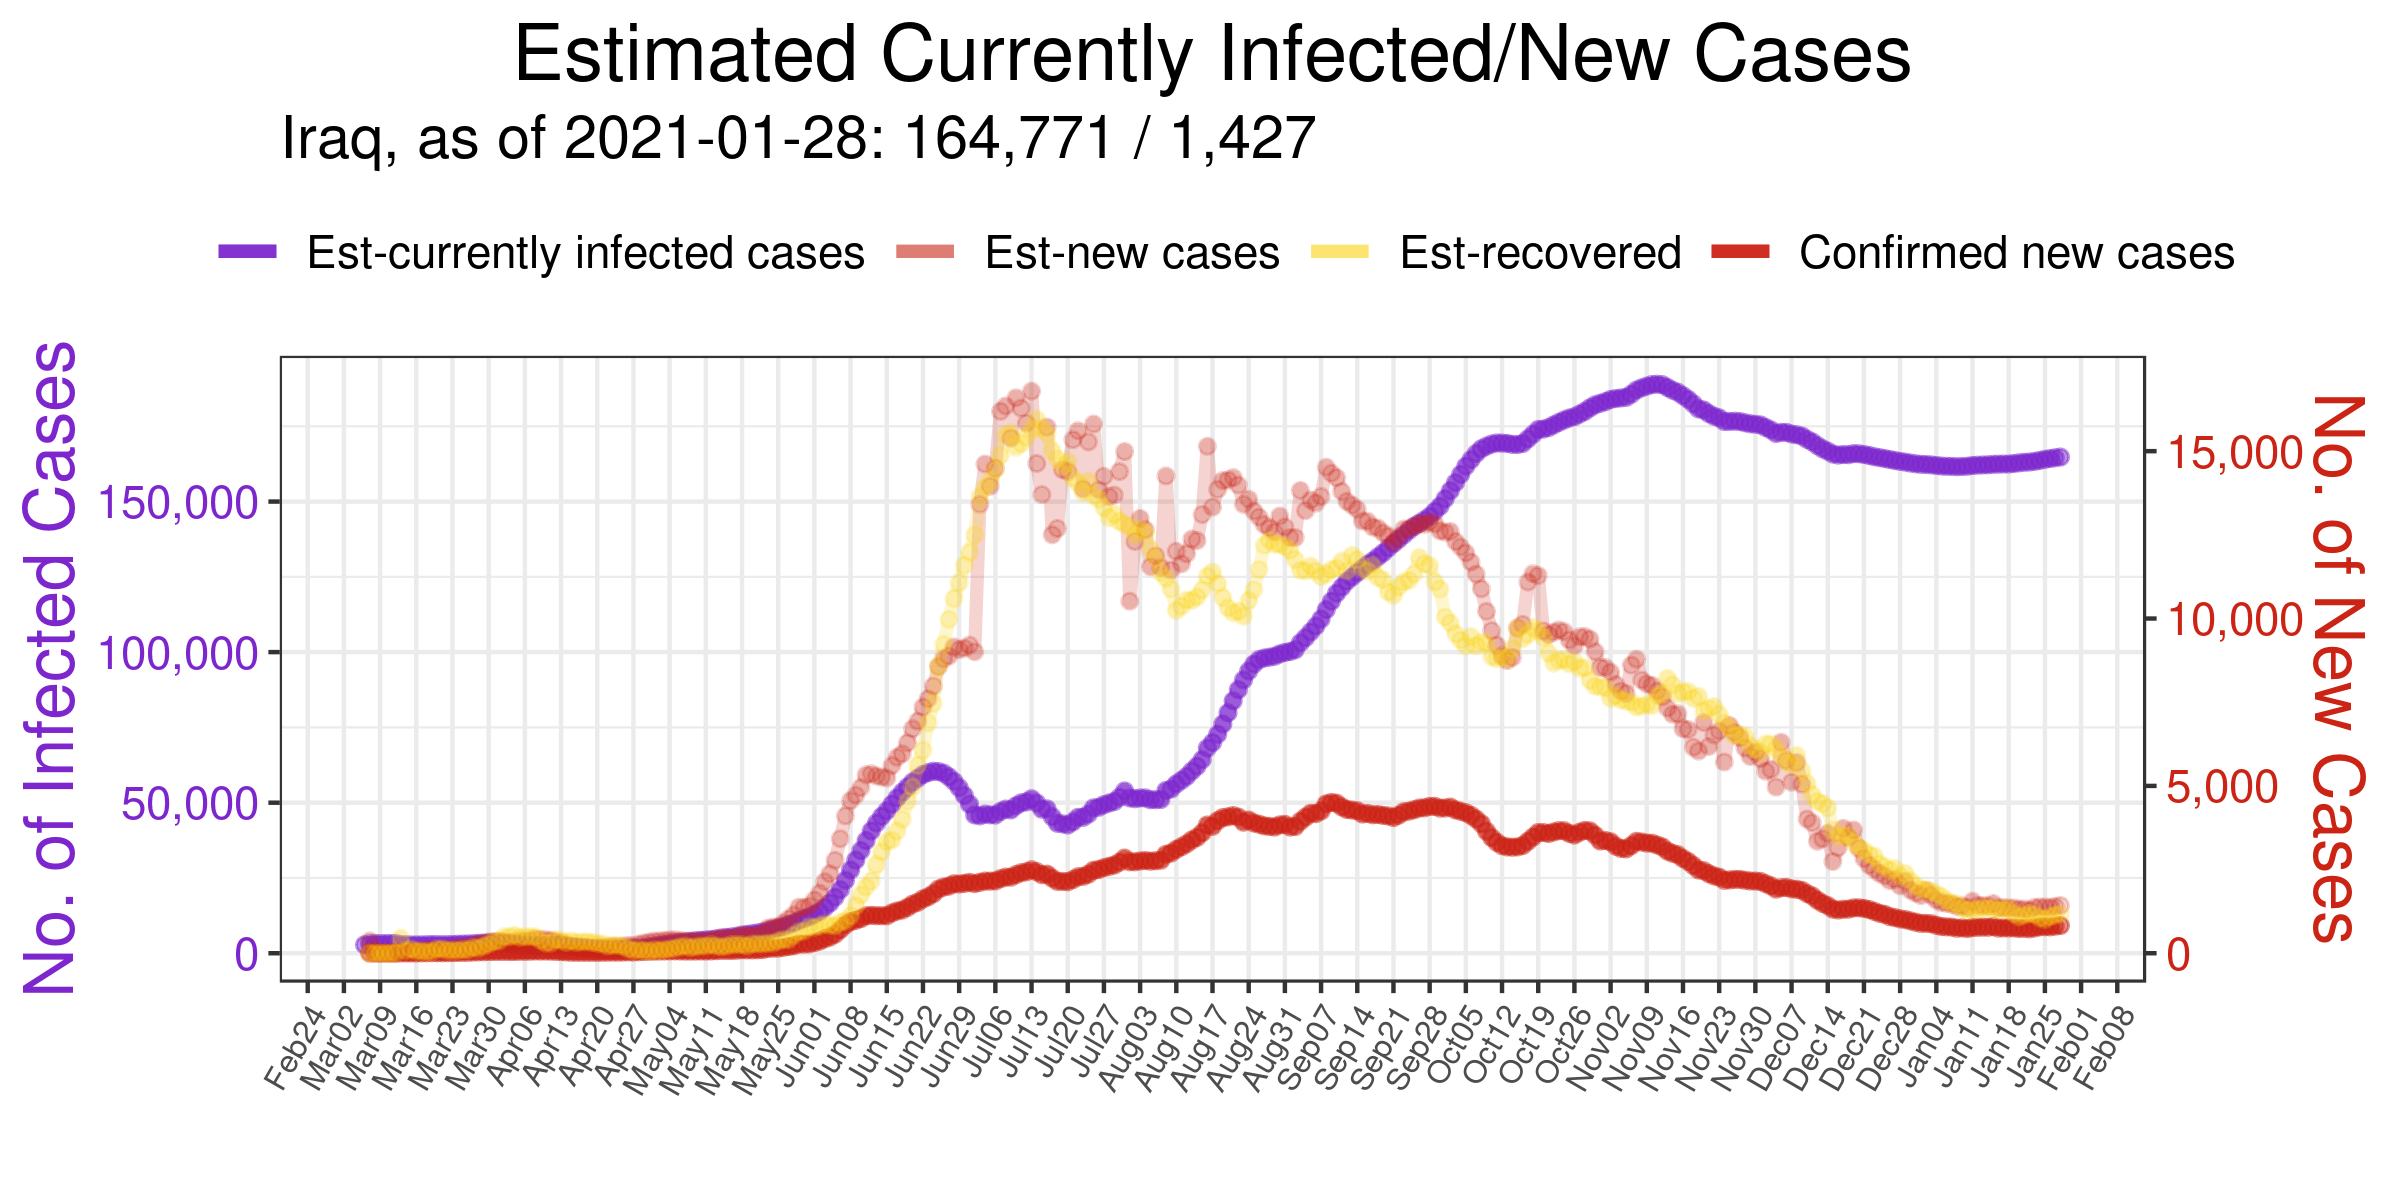 Estimated Currently Infected/New Cases
Iraq, as of 2021-01-28: 164,771 / 1,427
Est-currently infected cases
Est-new cases
Est-recovered
Confirmed new cases
No. of Infected Cases
150,000
100,000
50,000
0
15,000
10,000
5,000
0
No. of New Cases
Feb24
Mar02
Mar09
Mar16
Mar23
Mar30
Apr06
Apr13
Apr20
Apr27
May04
May11
May18
May25
Jun01
Jun08
Jun15
Jun22
Jun29
Jul06
Jul13
Jul20
Jul27
Aug03
Aug10
Aug17
Aug24
Aug31
Sep07
Sep14
Sep21
Sep28
Oct05
Oct12
Oct19
Oct26
Nov02
Nov09
Nov16
Nov23
Nov30
Dec07
Dec14
Dec21
Dec28
Jan04
Jan11
Jan18
Jan25
Feb01
Feb08